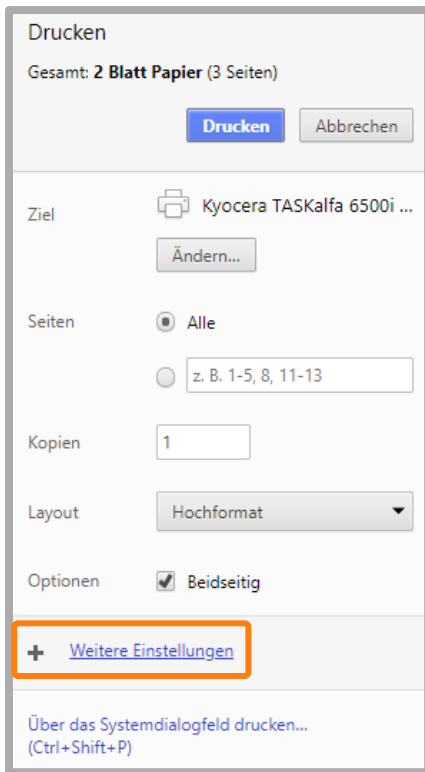 Drucken
Gesamt: 2 Blatt Papier (3 Seiten)
Drucken Abbrechen
Ziel Kyocera TASKalfa 6500i ...
Ändern...
Seiten Alle
z. B. 1-5, 8, 11-13
Kopien 1
Layout Hochformat
Optionen Beidseitig
+ Weitere Einstellungen
Über das Systemdialogfeld drucken...
(Ctrl+Shift+P)